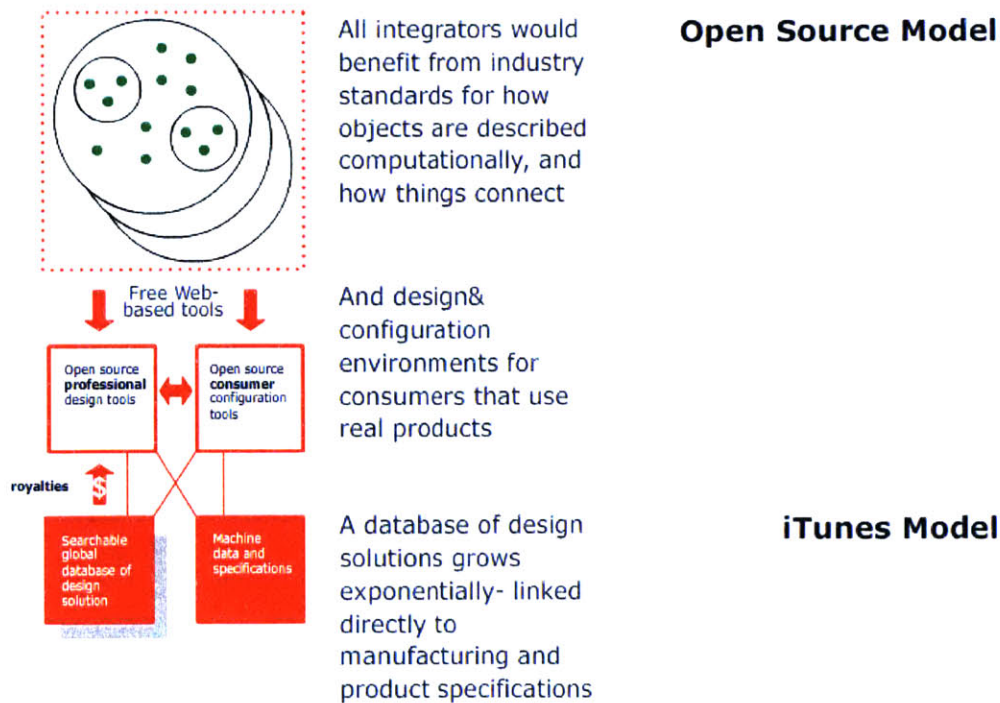 All integrators would
benefit from industry
standards for how
objects are described
computationally, and
how things connect
Open Source Model
Free Web-
based tools
And design&
configuration
environments for
consumers that use
real products
Open source
professional
design tools
Open source
consumer
configuration
tools
royalties
$
Searchable
global
database of
design
solution
Machine
data and
specifications
A database of design
solutions grows
exponentially- linked
directly to
manufacturing and
product specifications
iTunes Model